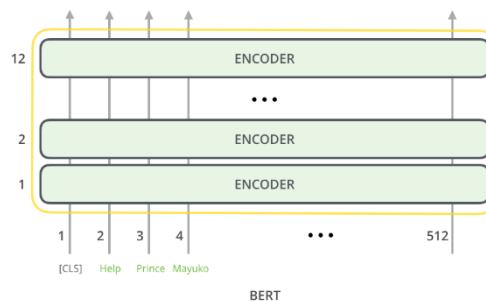 12 ENCODER
...
2 ENCODER
1 ENCODER
1 2 3 4 ... 512
[CLS] Help Prince Mayuko
BERT